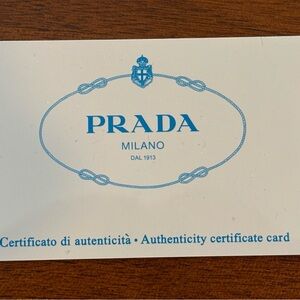 PRADA
MILANO
DAL 1913
Certificato di autenticità • Authenticity certificate card